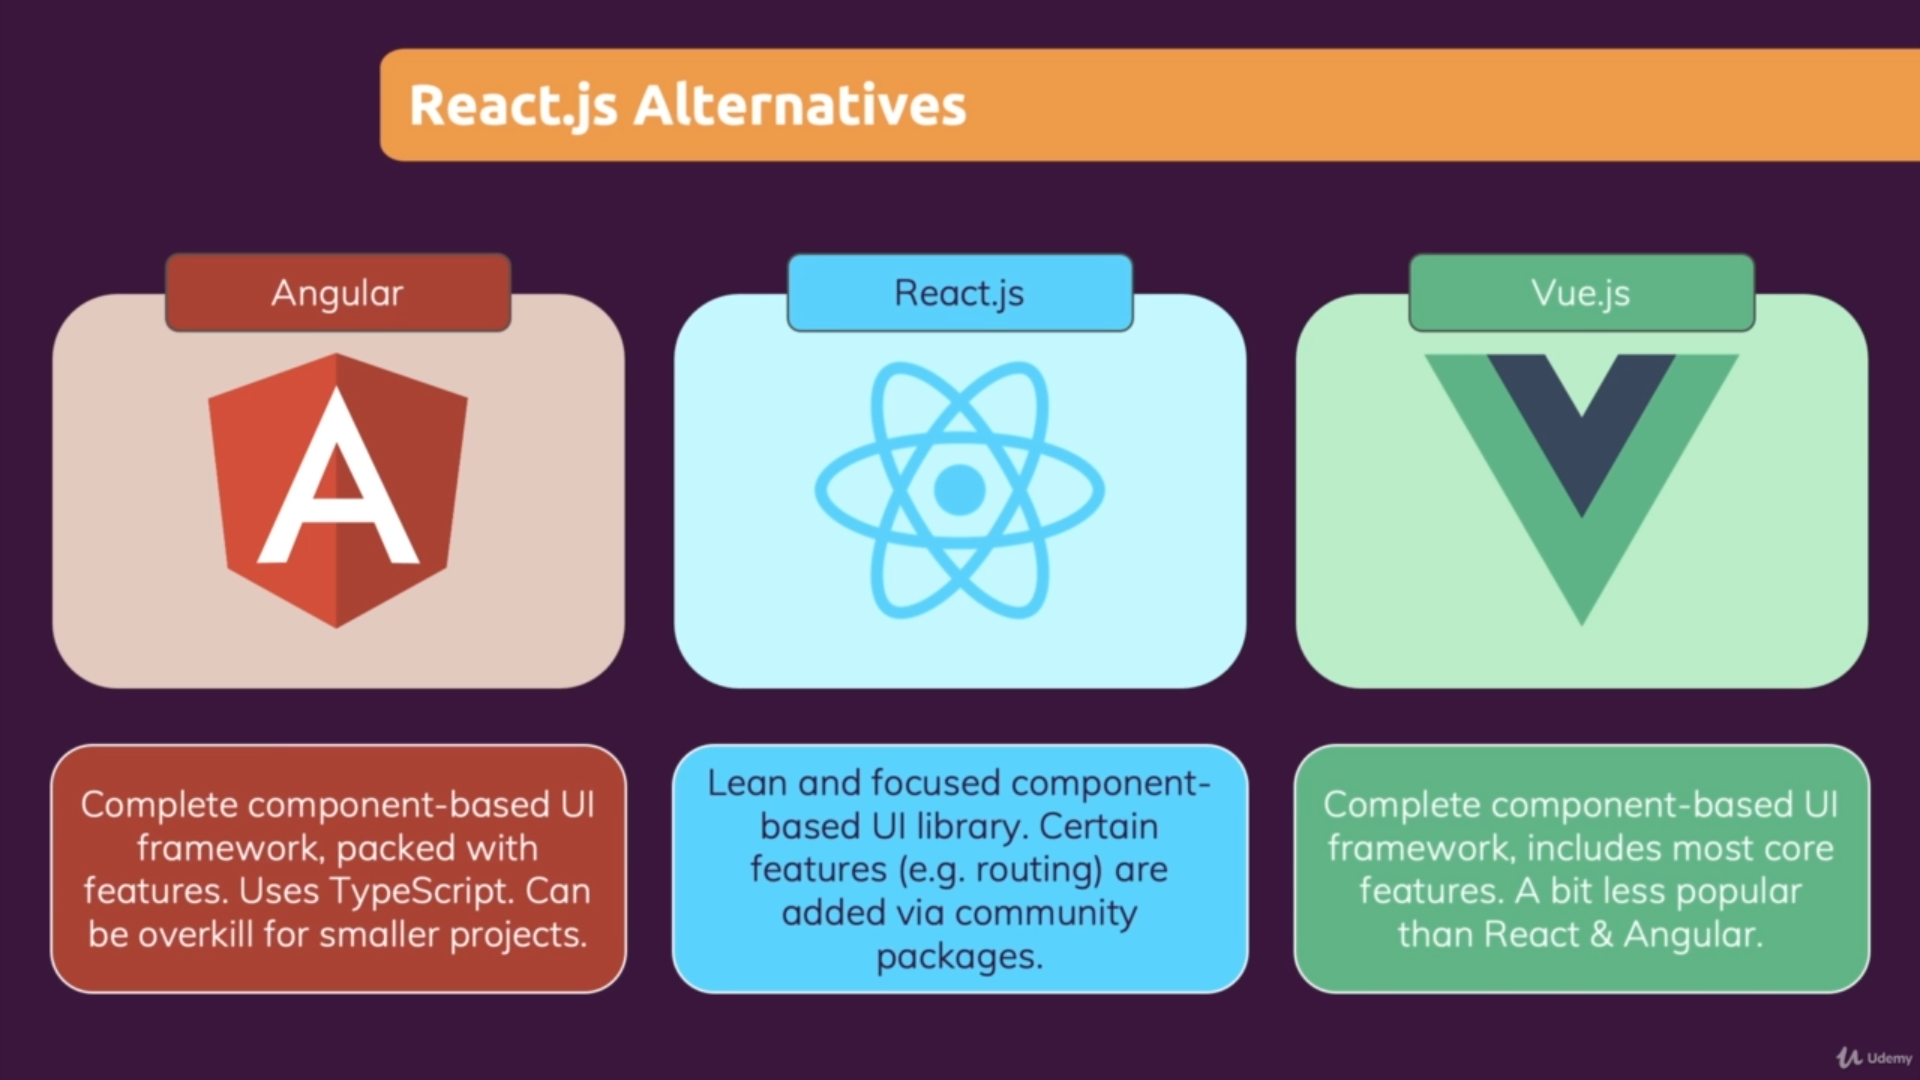 React.js Alternatives
Angular
React.js
Vue.js
A
Complete component-based UI
framework, packed with
features. Uses TypeScript. Can
be overkill for smaller projects.
Lean and focused component-
based UI library. Certain
features (e.g. routing) are
added via community
packages.
Complete component-based UI
framework, includes most core
features. A bit less popular
than React & Angular.
Udemy